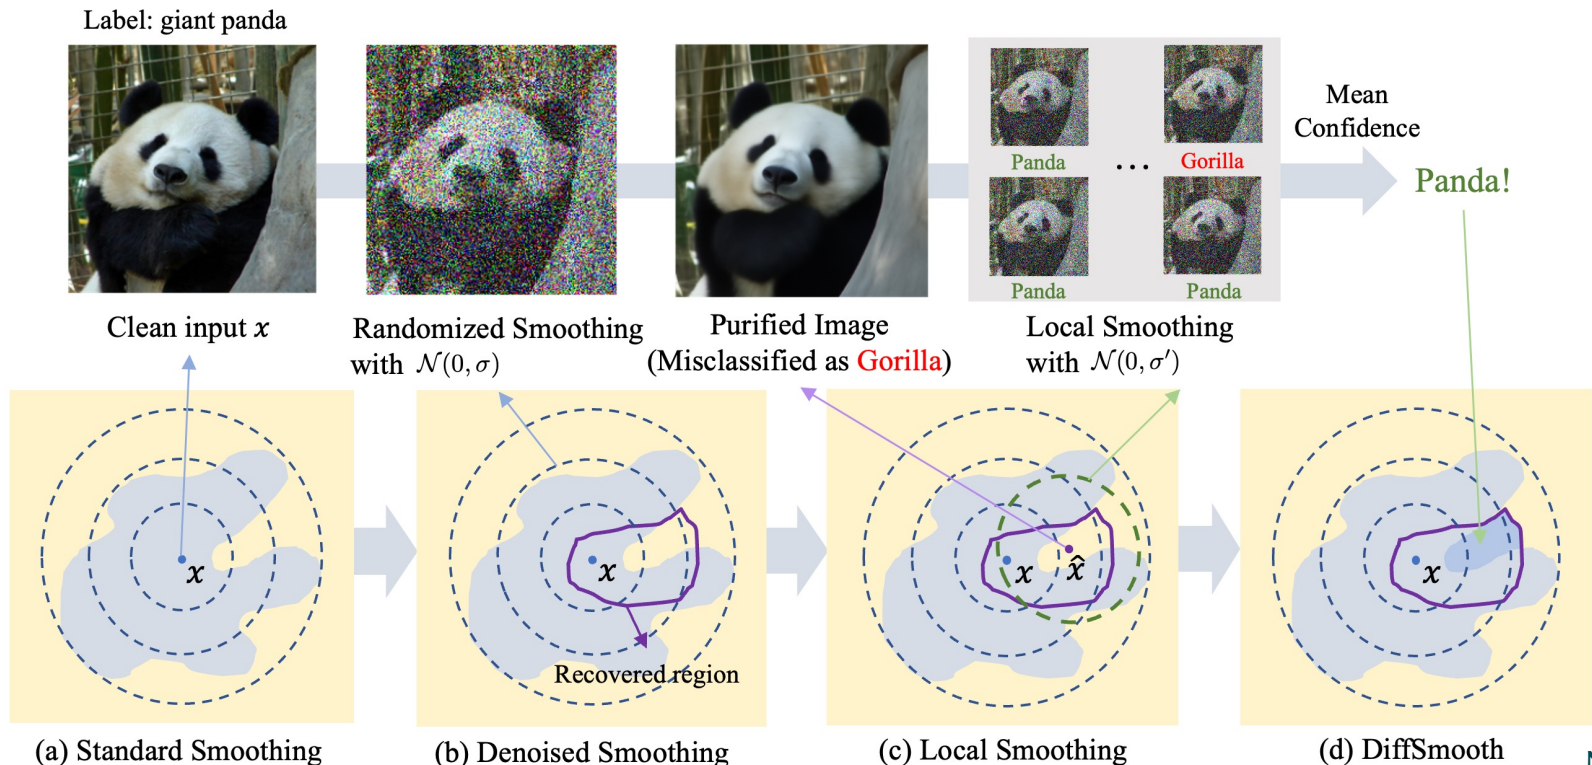 Label: giant panda
Panda
...
Gorilla
Panda
Panda
Mean
Confidence
Panda!
Clean input x
Randomized Smoothing
with 𝒩(0, σ)
Purified Image
(Misclassified as Gorilla)
Local Smoothing
with 𝒩(0, σ′)
x
x
Recovered region
x
x̂
x
(a) Standard Smoothing
(b) Denoised Smoothing
(c) Local Smoothing
(d) DiffSmooth